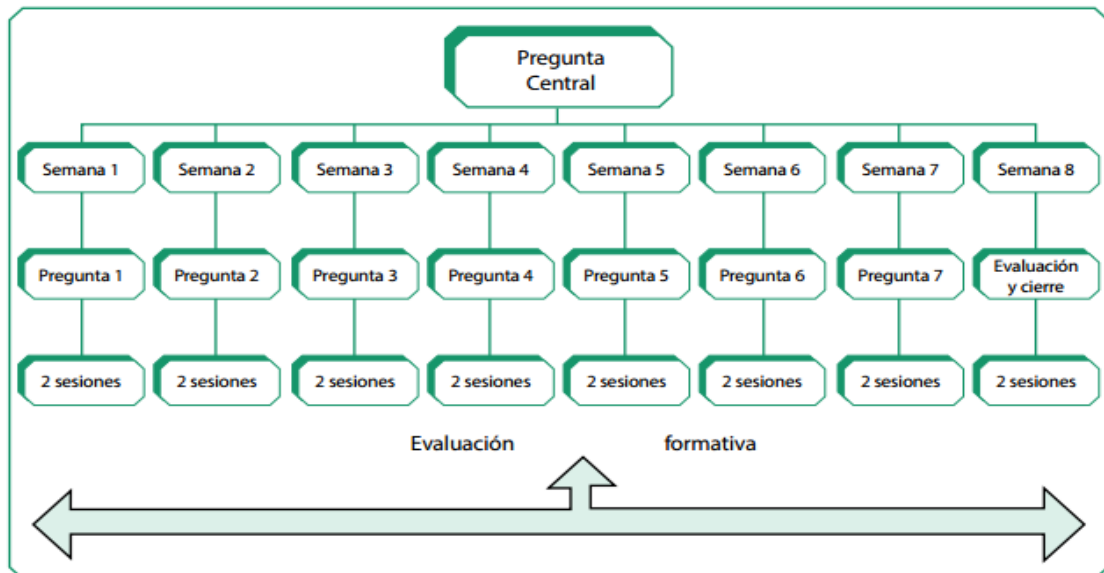 Pregunta
Central
Semana 1
Semana 2
Semana 3
Semana 4
Semana 5
Semana 6
Semana 7
Semana 8
Pregunta 1
Pregunta 2
Pregunta 3
Pregunta 4
Pregunta 5
Pregunta 6
Pregunta 7
Evaluación
y cierre
2 sesiones
2 sesiones
2 sesiones
2 sesiones
2 sesiones
2 sesiones
2 sesiones
2 sesiones
Evaluación formativa